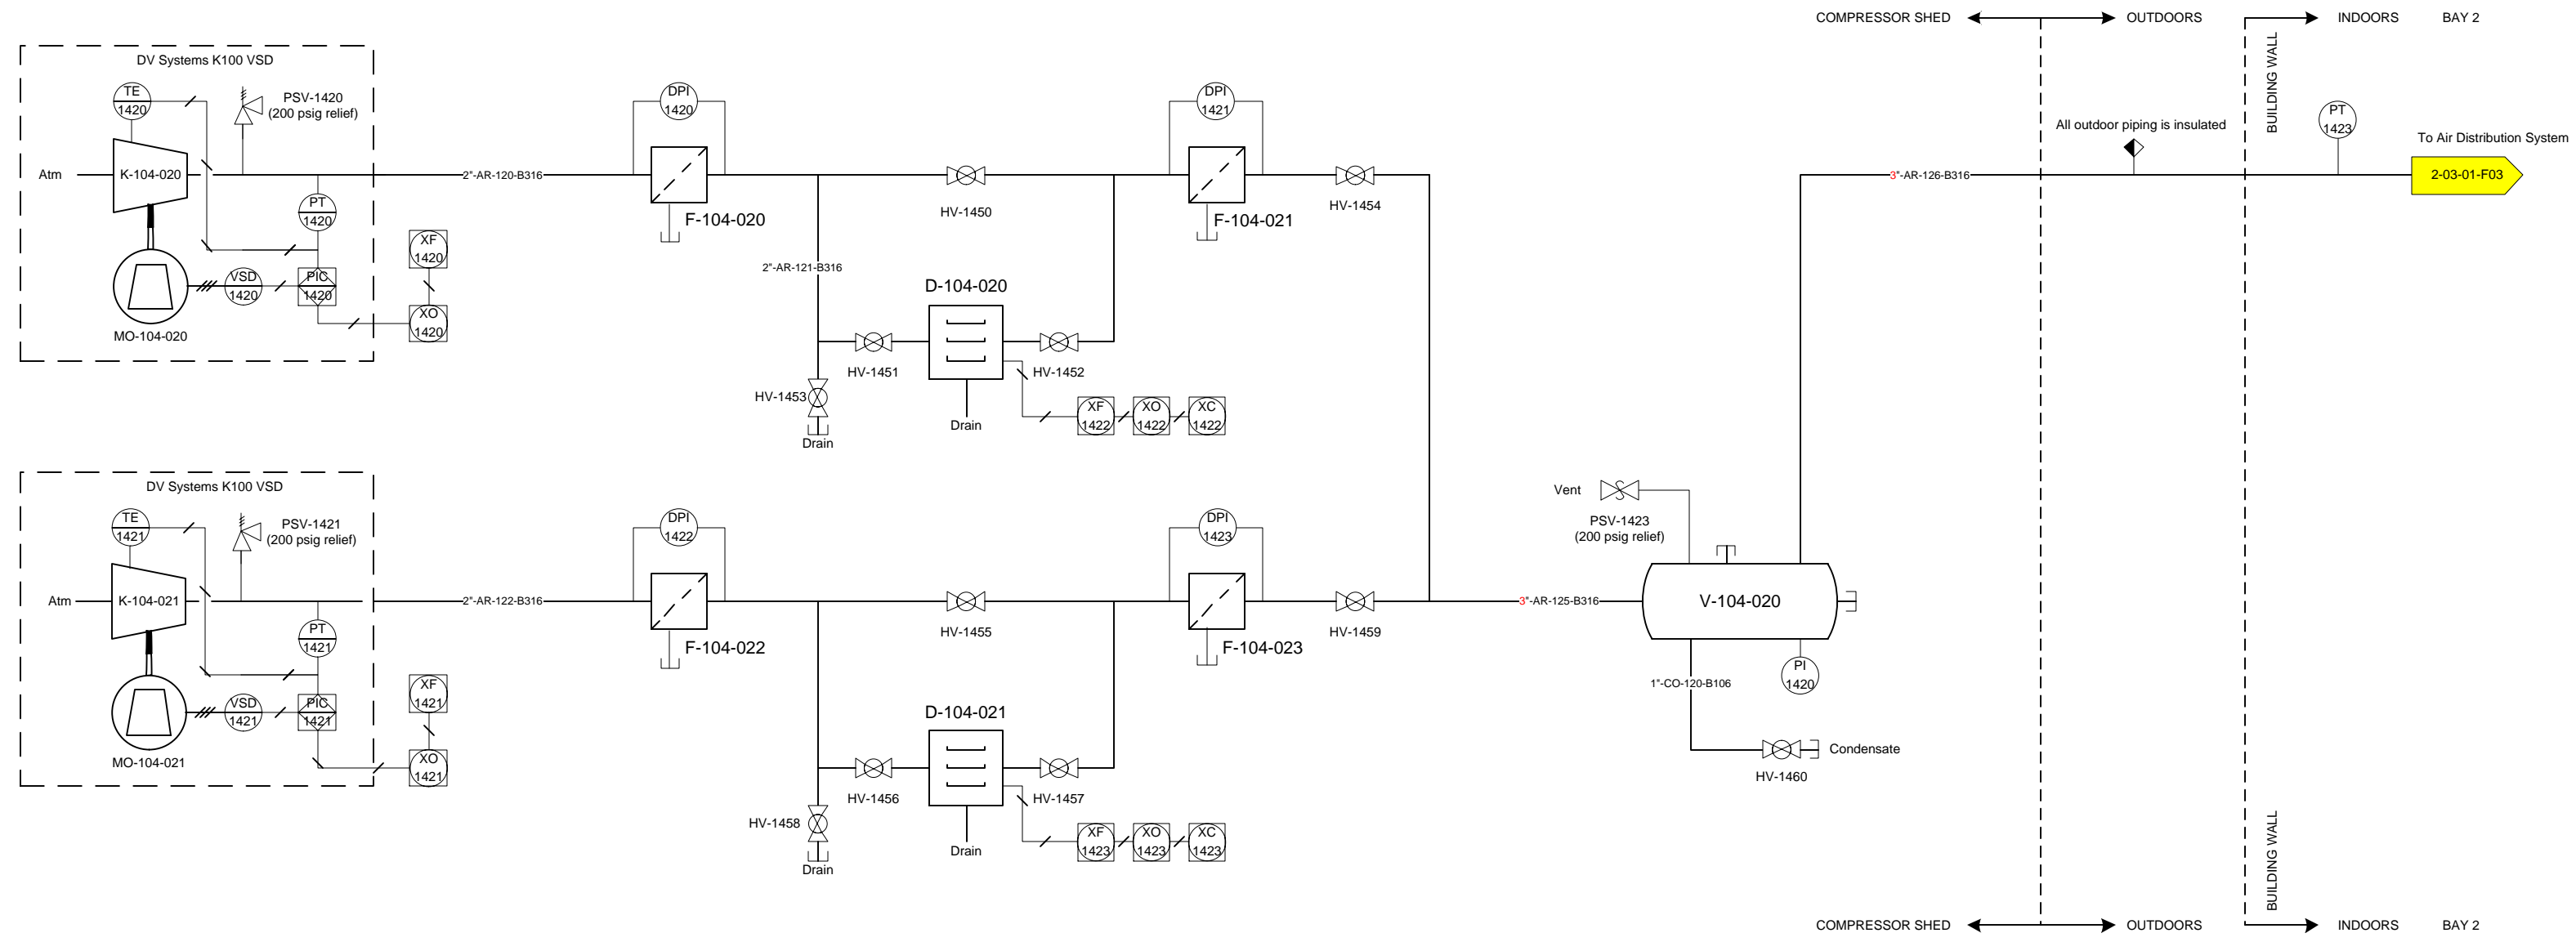 COMPRESSOR SHED
OUTDOORS
INDOORS
BAY 2
BUILDING WALL
DV Systems K100 VSD
TE
1420
PSV-1420
(200 psig relief)
Atm
K-104-020
PT
1420
VSD
1420
PIC
1420
MO-104-020
XF
1420
XO
1420
2"-AR-120-B316
DPI
1420
F-104-020
2"-AR-121-B316
HV-1450
DPI
1421
F-104-021
HV-1454
D-104-020
HV-1451
HV-1452
HV-1453
Drain
Drain
XF
1422
XO
1422
XC
1422
3"-AR-126-B316
All outdoor piping is insulated
PT
1423
To Air Distribution System
2-03-01-F03
DV Systems K100 VSD
TE
1421
PSV-1421
(200 psig relief)
Atm
K-104-021
PT
1421
VSD
1421
PIC
1421
MO-104-021
XF
1421
XO
1421
2"-AR-122-B316
DPI
1422
F-104-022
HV-1455
DPI
1423
F-104-023
HV-1459
D-104-021
HV-1456
HV-1457
HV-1458
Drain
Drain
XF
1423
XO
1423
XC
1423
3"-AR-125-B316
Vent
PSV-1423
(200 psig relief)
V-104-020
PI
1420
1"-CO-120-B106
Condensate
HV-1460
BUILDING WALL
COMPRESSOR SHED
OUTDOORS
INDOORS
BAY 2